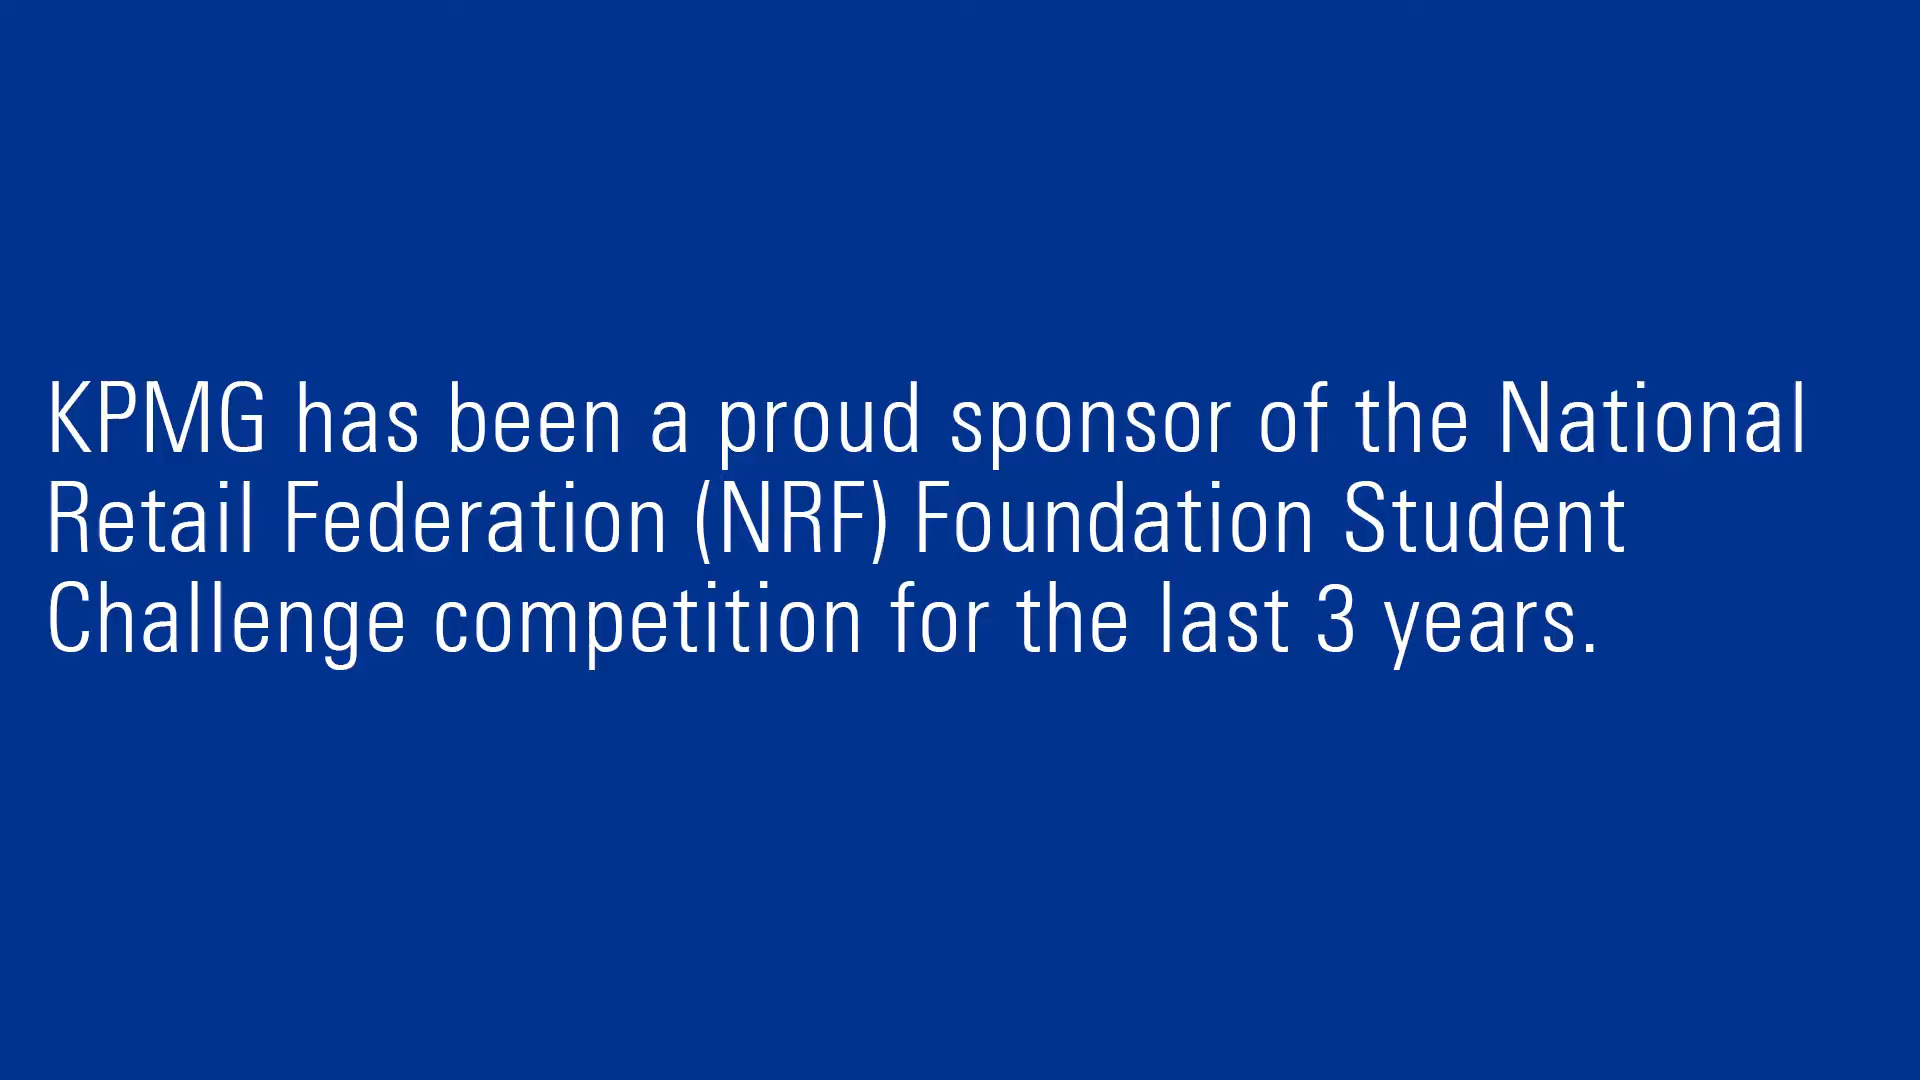 KPMG has been a proud sponsor of the National
Retail Federation (NRF) Foundation Student
Challenge competition for the last 3 years.